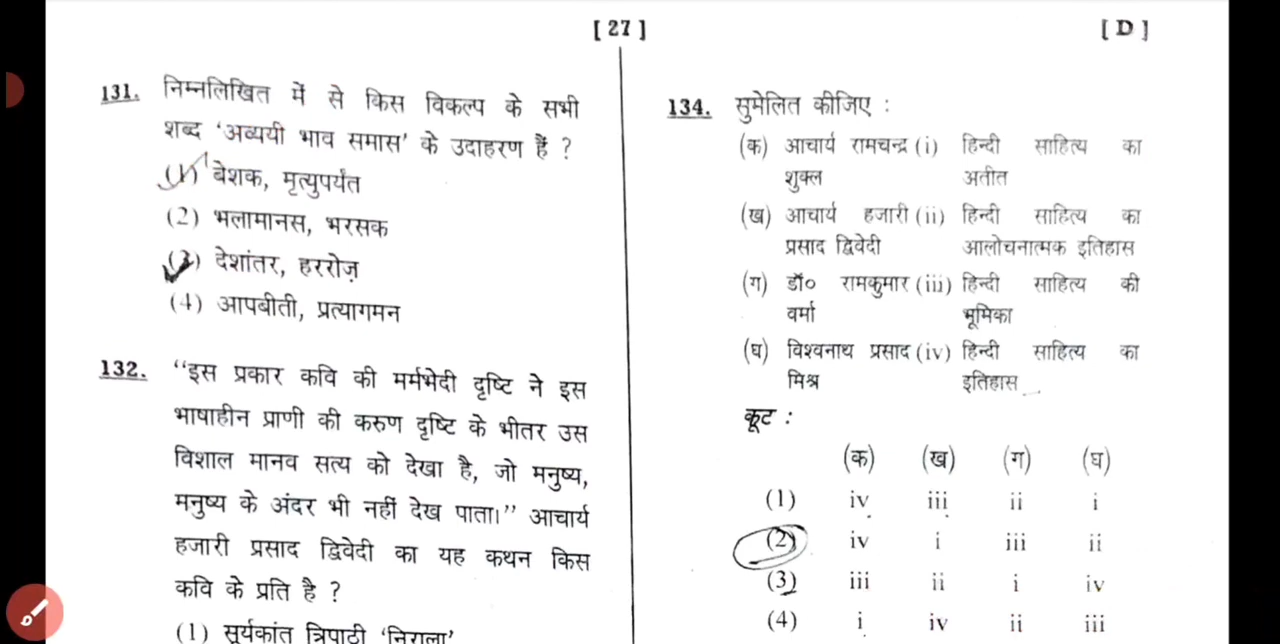 [ 27 ]
[ D ]
131. निम्नलिखित में से किस विकल्प के सभी
शब्द ‘अव्ययी भाव समास’ के उदाहरण हैं ?
(1) बेशक, मृत्युपर्यंत
(2) भलामानस, भरसक
(3) देशांतर, हररोज़
(4) आपबीती, प्रत्यागमन
132. “इस प्रकार कवि की मर्मभेदी दृष्टि ने इस
भाषाहीन प्राणी की करुण दृष्टि के भीतर उस
विशाल मानव सत्य को देखा है, जो मनुष्य,
मनुष्य के अंदर भी नहीं देख पाता।” आचार्य
हजारी प्रसाद द्विवेदी का यह कथन किस
कवि के प्रति है ?
(1) सूर्यकांत त्रिपाठी ‘निराला’
134. सुमेलित कीजिए :
(क) आचार्य रामचन्द्र (i) हिन्दी साहित्य का
शुक्ल अतीत
(ख) आचार्य हजारी (ii) हिन्दी साहित्य का
प्रसाद द्विवेदी आलोचनात्मक इतिहास
(ग) डॉ० रामकुमार (iii) हिन्दी साहित्य की
वर्मा भूमिका
(घ) विश्वनाथ प्रसाद (iv) हिन्दी साहित्य का
मिश्र इतिहास
कूट :
(क) (ख) (ग) (घ)
(1) iv iii ii i
(2) iv i iii ii
(3) iii ii i iv
(4) i iv ii iii